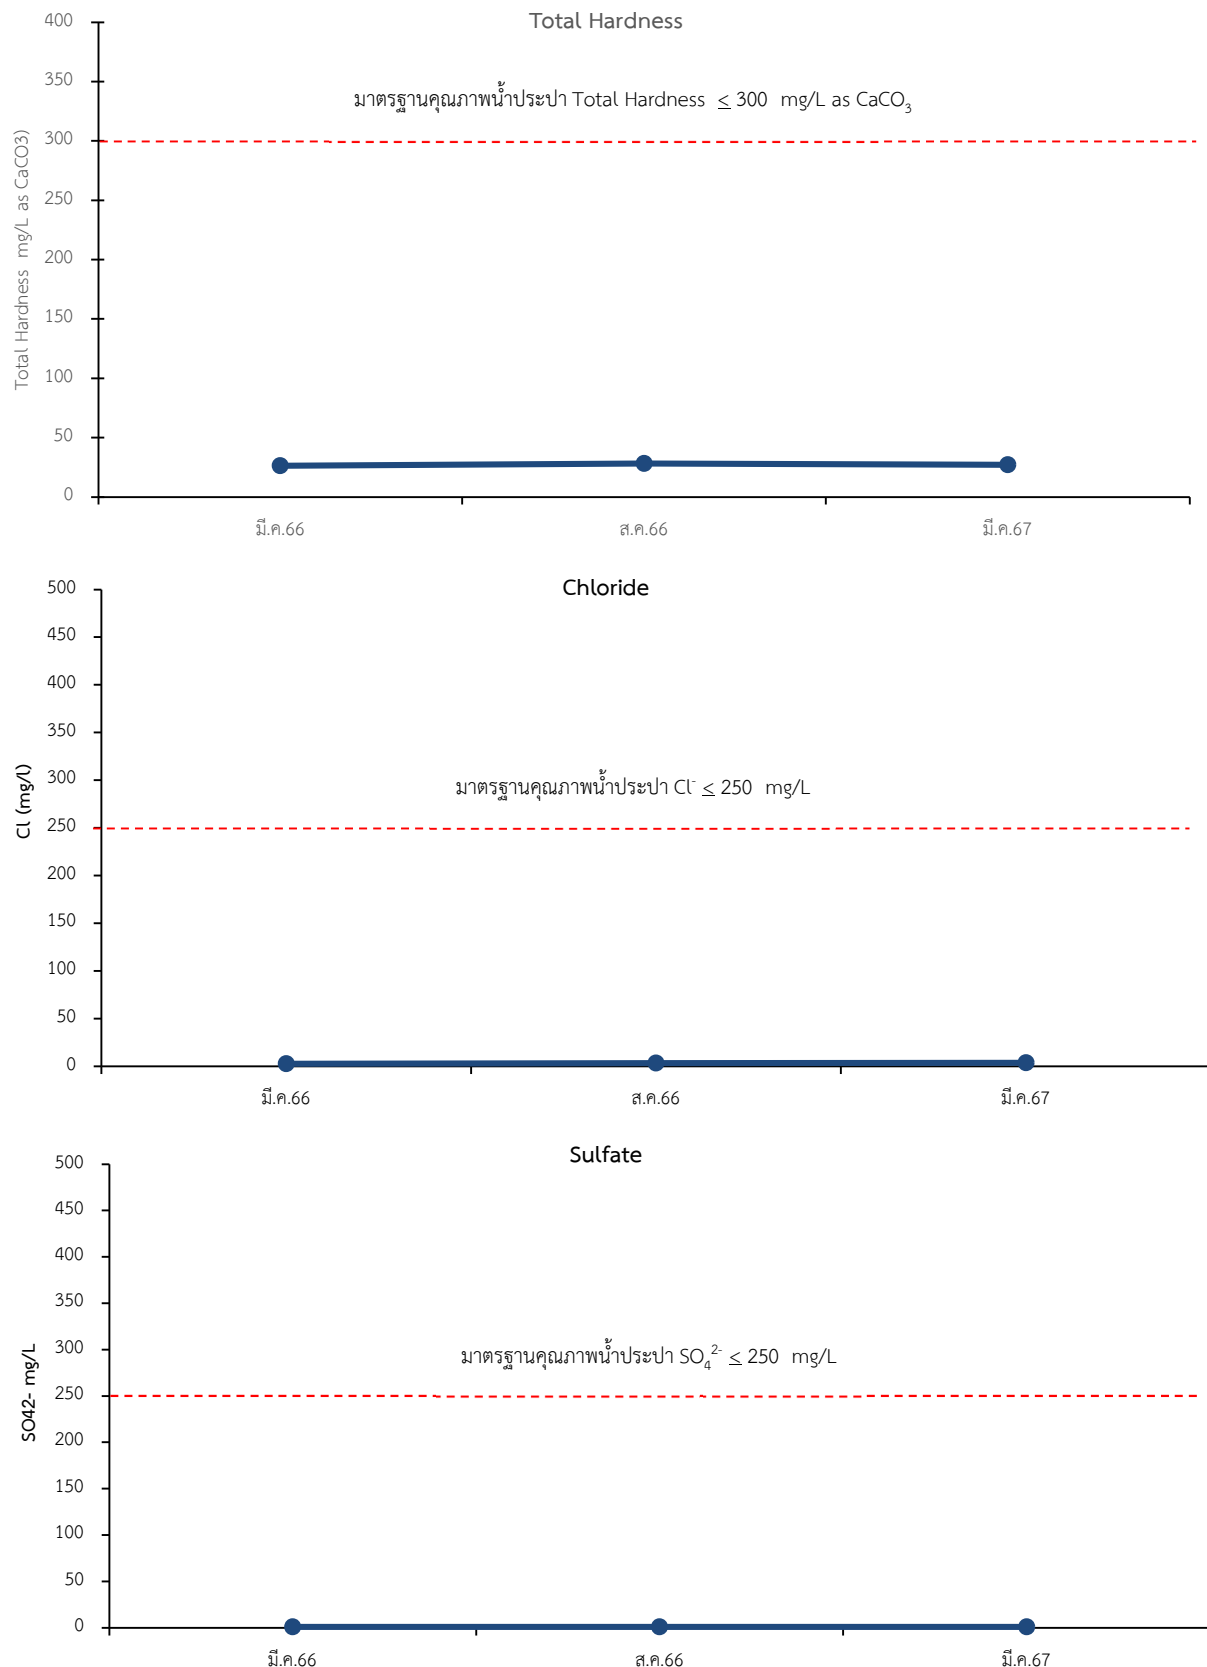 Total Hardness
400
350
300
250
200
150
100
50
0
Total Hardness mg/L as CaCO3)
มาตรฐานคุณภาพน้ำประปา Total Hardness ≤ 300 mg/L as CaCO₃
มี.ค.66 ส.ค.66 มี.ค.67
Chloride
500
450
400
350
300
250
200
150
100
50
0
Cl (mg/l)
มาตรฐานคุณภาพน้ำประปา Cl⁻ ≤ 250 mg/L
มี.ค.66 ส.ค.66 มี.ค.67
Sulfate
500
450
400
350
300
250
200
150
100
50
0
SO42- mg/L
มาตรฐานคุณภาพน้ำประปา SO₄²⁻ ≤ 250 mg/L
มี.ค.66 ส.ค.66 มี.ค.67